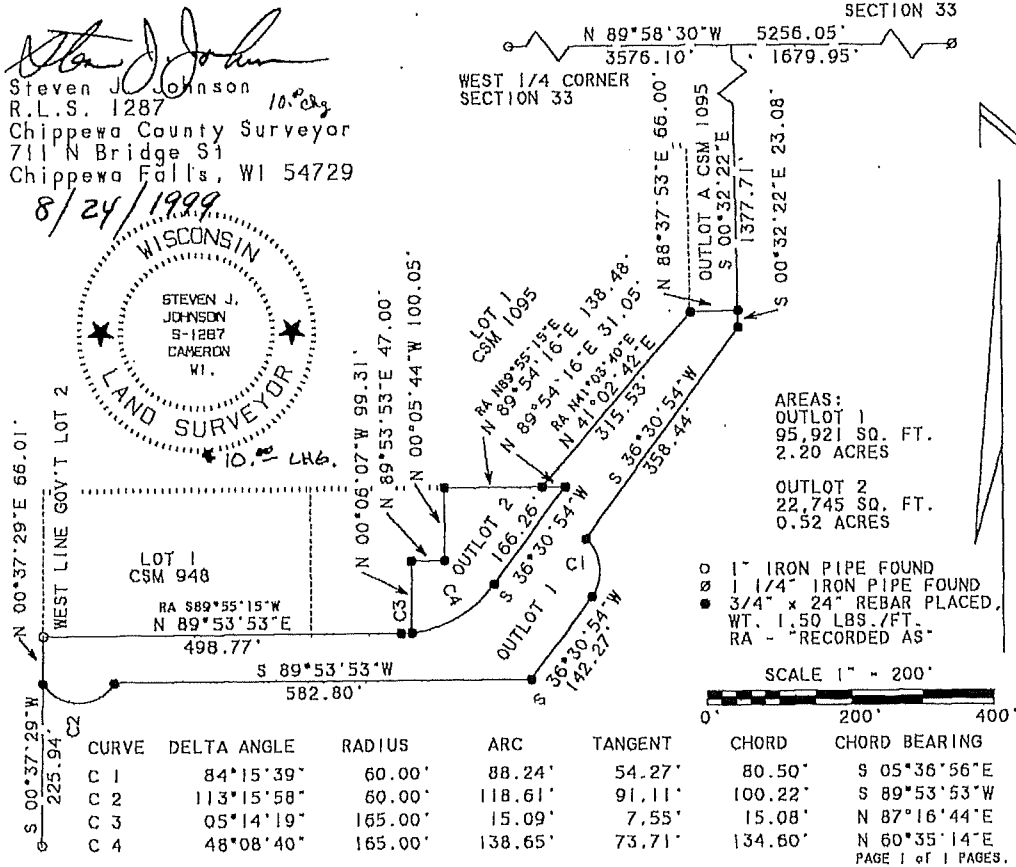 SECTION 33
N 89°58'30"W 5256.05'
3576.10' 1679.95'
WEST 1/4 CORNER
SECTION 33
Steven J Johnson
R.L.S. 1287
Chippewa County Surveyor
711 N Bridge St
Chippewa Falls, WI 54729
8/24/1999
WISCONSIN
LAND SURVEYOR
STEVEN J.
JOHNSON
S-1287
CAMERON
WI.
N 88°37'53"E 66.00'
OUTLOT A CSM 1095
S 00°32'22"E
1377.71'
S 00°32'22"E 23.08'
LOT 1
CSM 1095
RA N89°55'15"E
N 89°54'16"E 138.48'
N 89°54'16"E 31.05'
RA N41°03'40"E
N 41°02'42"E
315.53'
S 36°30'54"W
358.44'
N 00°06'07"W 99.31'
N 89°53'53"E 47.00'
N 00°05'44"W 100.05'
N 00°37'29"E 66.01'
WEST LINE GOV'T LOT 2
LOT 1
CSM 948
RA S89°55'15"W
N 89°53'53"E
498.77'
C3
C4
OUTLOT 2
166.26'
S 36°30'54"W
OUTLOT 1
C1
S 36°30'54"W
142.27'
S 89°53'53"W
582.80'
C2
S 00°37'29"W
225.94'
AREAS:
OUTLOT 1
95,921 SQ. FT.
2.20 ACRES
OUTLOT 2
22,745 SQ. FT.
0.52 ACRES
1" IRON PIPE FOUND
1 1/4" IRON PIPE FOUND
3/4" x 24" REBAR PLACED,
WT. 1.50 LBS./FT.
RA - "RECORDED AS"
SCALE 1" = 200'
0' 200' 400'
CURVE DELTA ANGLE RADIUS ARC TANGENT CHORD CHORD BEARING
C 1 84°15'39" 60.00' 88.24' 54.27' 80.50' S 05°36'56"E
C 2 113°15'58" 60.00' 118.61' 91.11' 100.22' S 89°53'53"W
C 3 05°14'19" 165.00' 15.09' 7.55' 15.08' N 87°16'44"E
C 4 48°08'40" 165.00' 138.65' 73.71' 134.60' N 60°35'14"E
PAGE 1 of 1 PAGES.